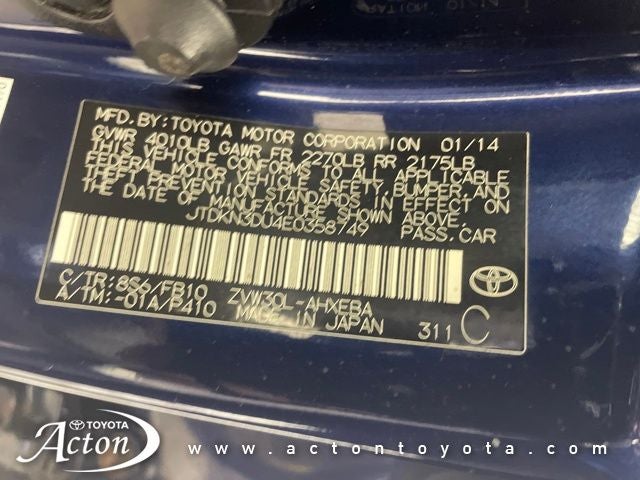 MFD. BY: TOYOTA MOTOR CORPORATION 01/14
GVWR 4010LB GAWR FR 2270LB RR 2175LB
THIS VEHICLE CONFORMS TO ALL APPLICABLE
FEDERAL MOTOR VEHICLE SAFETY, BUMPER, AND
THEFT PREVENTION STANDARDS IN EFFECT ON
THE DATE OF MANUFACTURE SHOWN ABOVE.
JTDKN3DU4E0358749 PASS. CAR
C/TR: 8S6/FB10 ZVW30L-AHXEBA
A/TM: -01A/P410 MADE IN JAPAN 311 C
TOYOTA
Acton
www.actontoyota.com